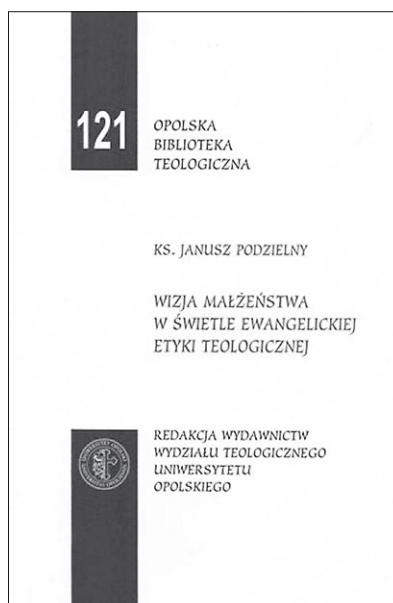 121
OPOLSKA
BIBLIOTEKA
TEOLOGICZNA
KS. JANUSZ PODZIELNY
WIZJA MAŁŻEŃSTWA
W ŚWIETLE EWANGELICKIEJ
ETYKI TEOLOGICZNEJ
REDAKCJA WYDAWNICTW
WYDZIAŁU TEOLOGICZNEGO
UNIWERSYTETU
OPOLSKIEGO